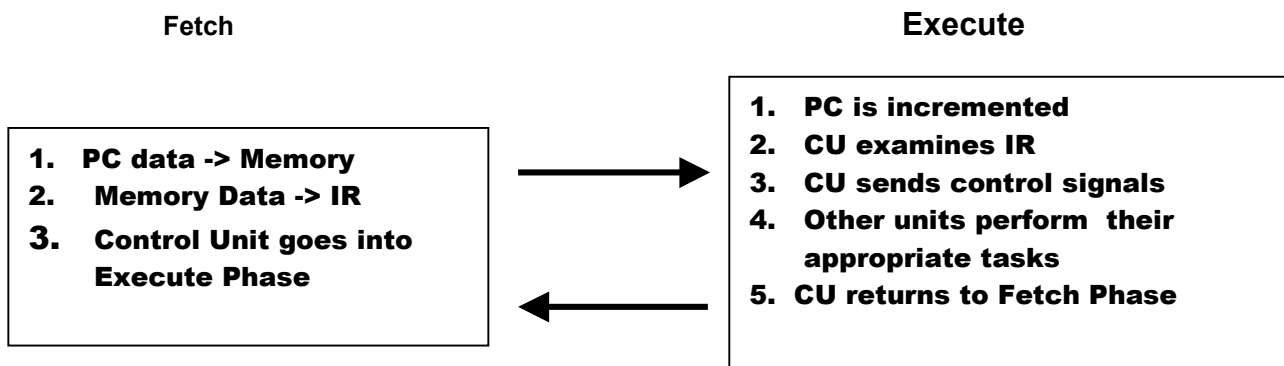 Fetch
Execute
1. PC data -> Memory
2. Memory Data -> IR
3. Control Unit goes into
Execute Phase
1. PC is incremented
2. CU examines IR
3. CU sends control signals
4. Other units perform their
appropriate tasks
5. CU returns to Fetch Phase